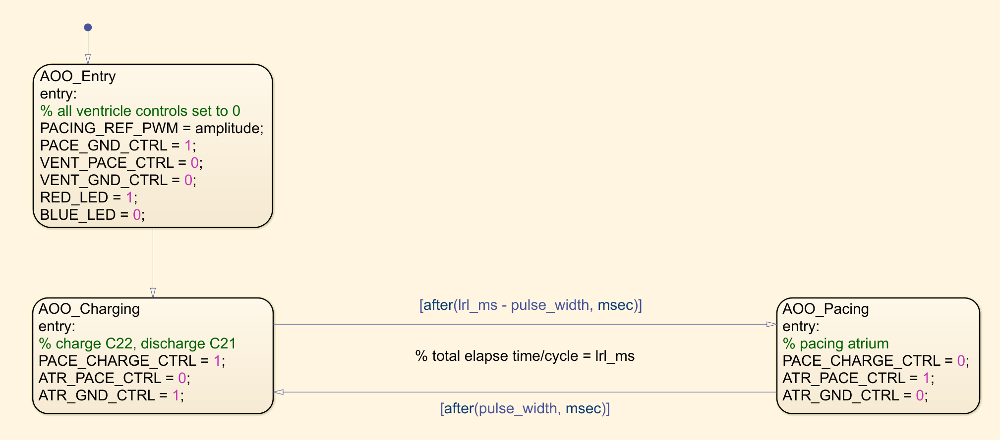 AOO_Entry
entry:
% all ventricle controls set to 0
PACING_REF_PWM = amplitude;
PACE_GND_CTRL = 1;
VENT_PACE_CTRL = 0;
VENT_GND_CTRL = 0;
RED_LED = 1;
BLUE_LED = 0;
AOO_Charging
entry:
% charge C22, discharge C21
PACE_CHARGE_CTRL = 1;
ATR_PACE_CTRL = 0;
ATR_GND_CTRL = 1;
[after(lrl_ms - pulse_width, msec)]
% total elapse time/cycle = lrl_ms
[after(pulse_width, msec)]
AOO_Pacing
entry:
% pacing atrium
PACE_CHARGE_CTRL = 0;
ATR_PACE_CTRL = 1;
ATR_GND_CTRL = 0;